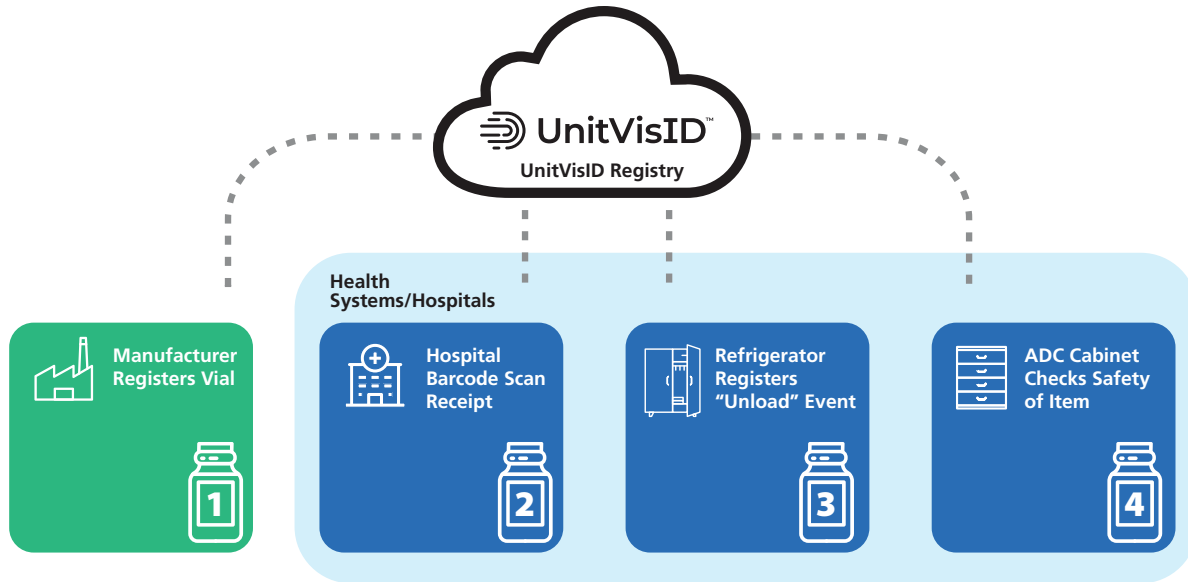 UnitVisID™
UnitVisID Registry
Health
Systems/Hospitals
Manufacturer
Registers Vial
1
Hospital
Barcode Scan
Receipt
2
Refrigerator
Registers
“Unload” Event
3
ADC Cabinet
Checks Safety
of Item
4